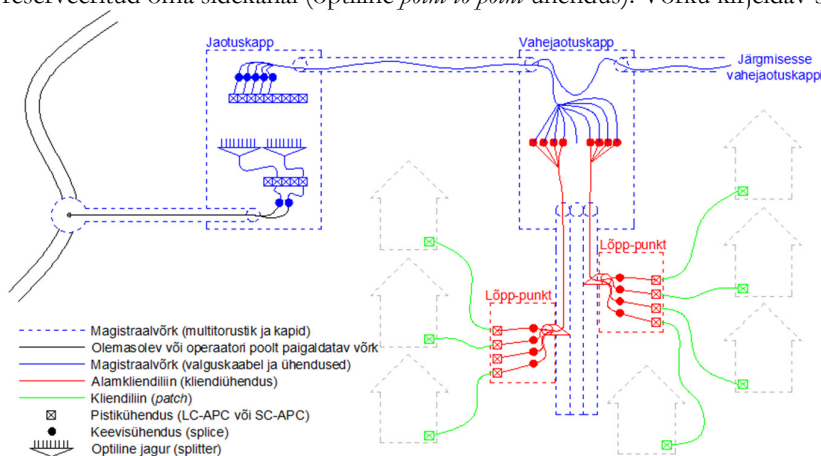 reserveeritud oma sidekanal (optiline point to point ühendus). Võrku kirjeldav s
Jaotuskapp
Vahejaotuskapp
Järgmisesse
vahejaotuskappi
Lõpp-punkt
Lõpp-punkt
Magistraalvõrk (multitorustik ja kapid)
Olemasolev või operaatori poolt paigaldatav võrk
Magistraalvõrk (valguskaabel ja ühendused)
Alamkliendiliin (kliendiühendus)
Kliendiliin (patch)
Pistikühendus (LC-APC või SC-APC)
Keevisühendus (splice)
Optiline jagur (splitter)